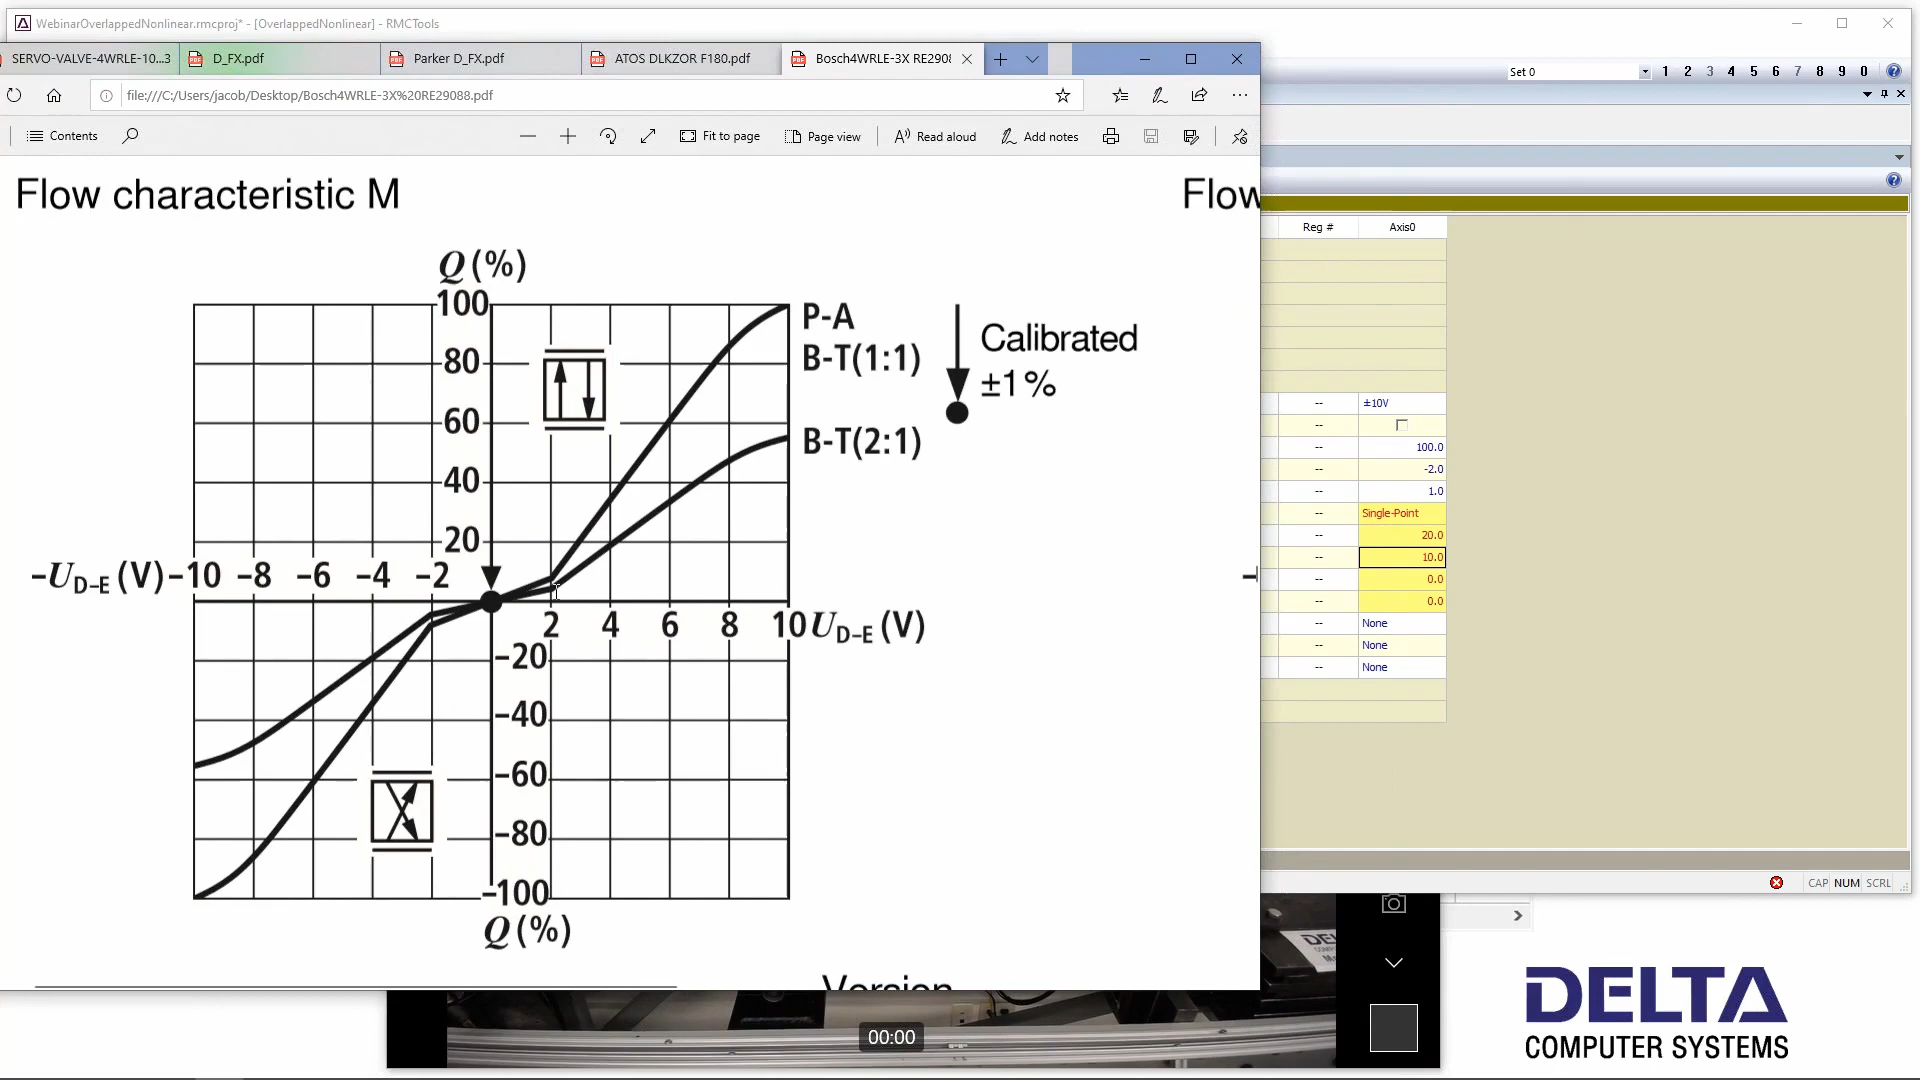 WebinarOverlappedNonlinear.rmcproj* - [OverlappedNonlinear] - RMCTools
SERVO-VALVE-4WRLE-10...3
D_FX.pdf
Parker D_FX.pdf
ATOS DLKZOR F180.pdf
Bosch4WRLE-3X RE2908
file:///C:/Users/jacob/Desktop/Bosch4WRLE-3X%20RE29088.pdf
Contents
Fit to page
Page view
Read aloud
Add notes
Set 0
1 2 3 4 5 6 7 8 9 0
Flow characteristic M
Flow
Q (%)
100
80
60
40
20
P-A
B-T(1:1)
B-T(2:1)
Calibrated
±1%
–U D–E (V) –10 –8 –6 –4 –2
2 4 6 8 10 U D–E (V)
–20
–40
–60
–80
–100
Q (%)
Version
Reg # Axis0
-- ±10V
--
-- 100.0
-- -2.0
-- 1.0
-- Single-Point
-- 20.0
-- 10.0
-- 0.0
-- 0.0
-- None
-- None
-- None
CAP NUM SCRL
00:00
DELTA
COMPUTER SYSTEMS